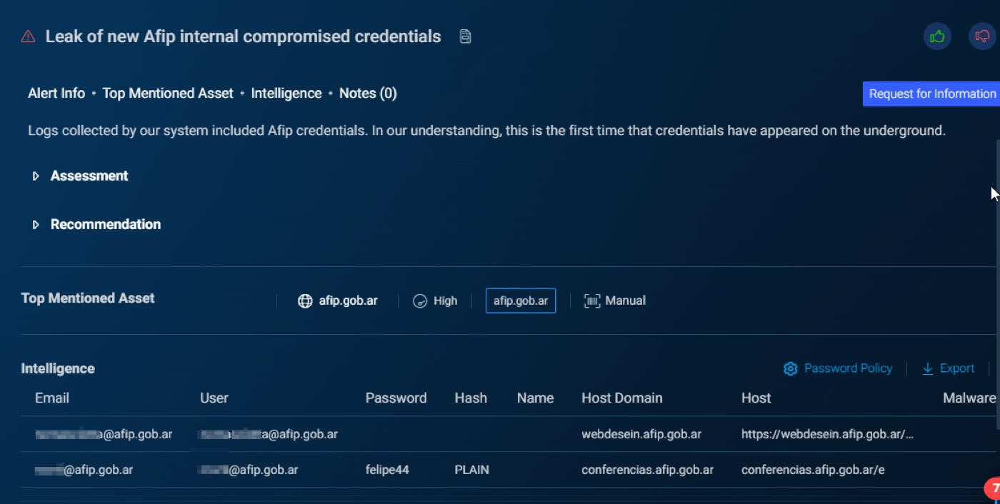 Leak of new Afip internal compromised credentials
Alert Info • Top Mentioned Asset • Intelligence • Notes (0)
Request for Information
Logs collected by our system included Afip credentials. In our understanding, this is the first time that credentials have appeared on the underground.
Assessment
Recommendation
Top Mentioned Asset afip.gob.ar High afip.gob.ar Manual
Intelligence Password Policy Export
Email User Password Hash Name Host Domain Host Malware
a@afip.gob.ar a@afip.gob.ar webdesein.afip.gob.ar https://webdesein.afip.gob.ar/...
@afip.gob.ar @afip.gob.ar felipe44 PLAIN conferencias.afip.gob.ar conferencias.afip.gob.ar/e
7